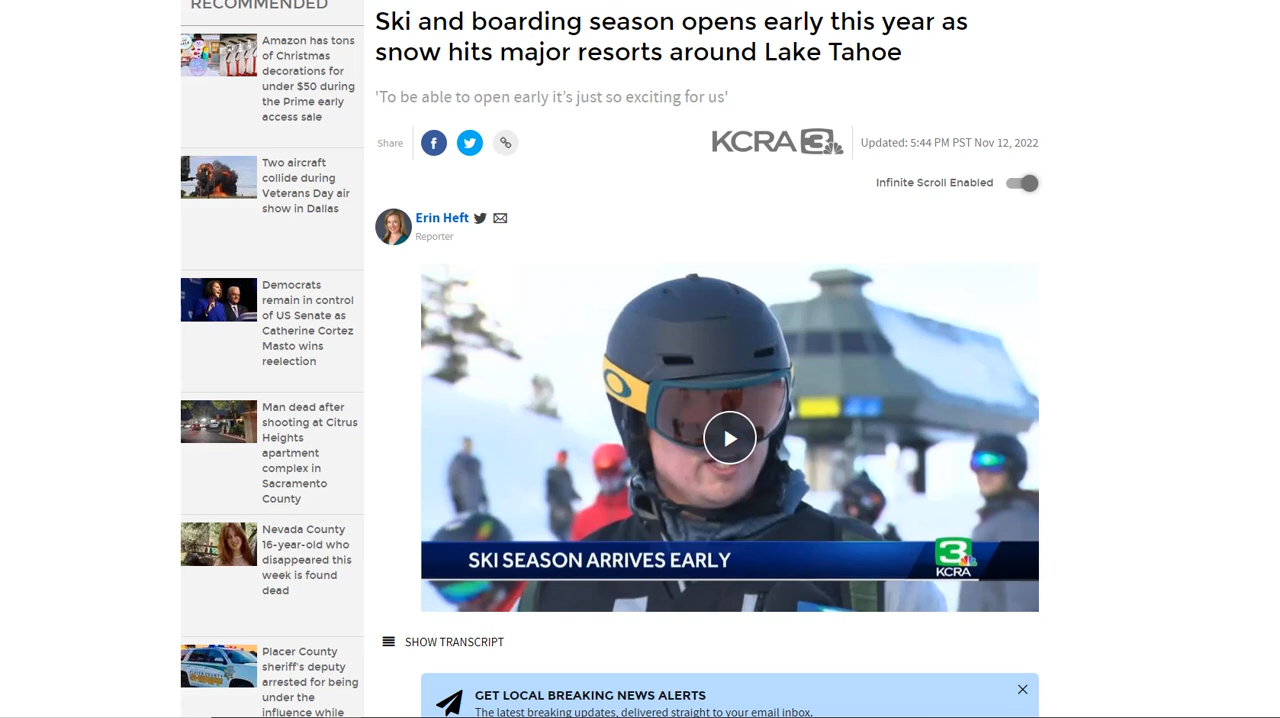 RECOMMENDED
Amazon has tons
of Christmas
decorations for
under $50 during
the Prime early
access sale
Two aircraft
collide during
Veterans Day air
show in Dallas
Democrats
remain in control
of US Senate as
Catherine Cortez
Masto wins
reelection
Man dead after
shooting at Citrus
Heights
apartment
complex in
Sacramento
County
Nevada County
16-year-old who
disappeared this
week is found
dead
Placer County
sheriff's deputy
arrested for being
under the
influence while
Ski and boarding season opens early this year as
snow hits major resorts around Lake Tahoe
'To be able to open early it’s just so exciting for us'
Share
KCRA 3
Updated: 5:44 PM PST Nov 12, 2022
Infinite Scroll Enabled
Erin Heft
Reporter
SKI SEASON ARRIVES EARLY
3
KCRA
SHOW TRANSCRIPT
GET LOCAL BREAKING NEWS ALERTS
The latest breaking updates, delivered straight to your email inbox.